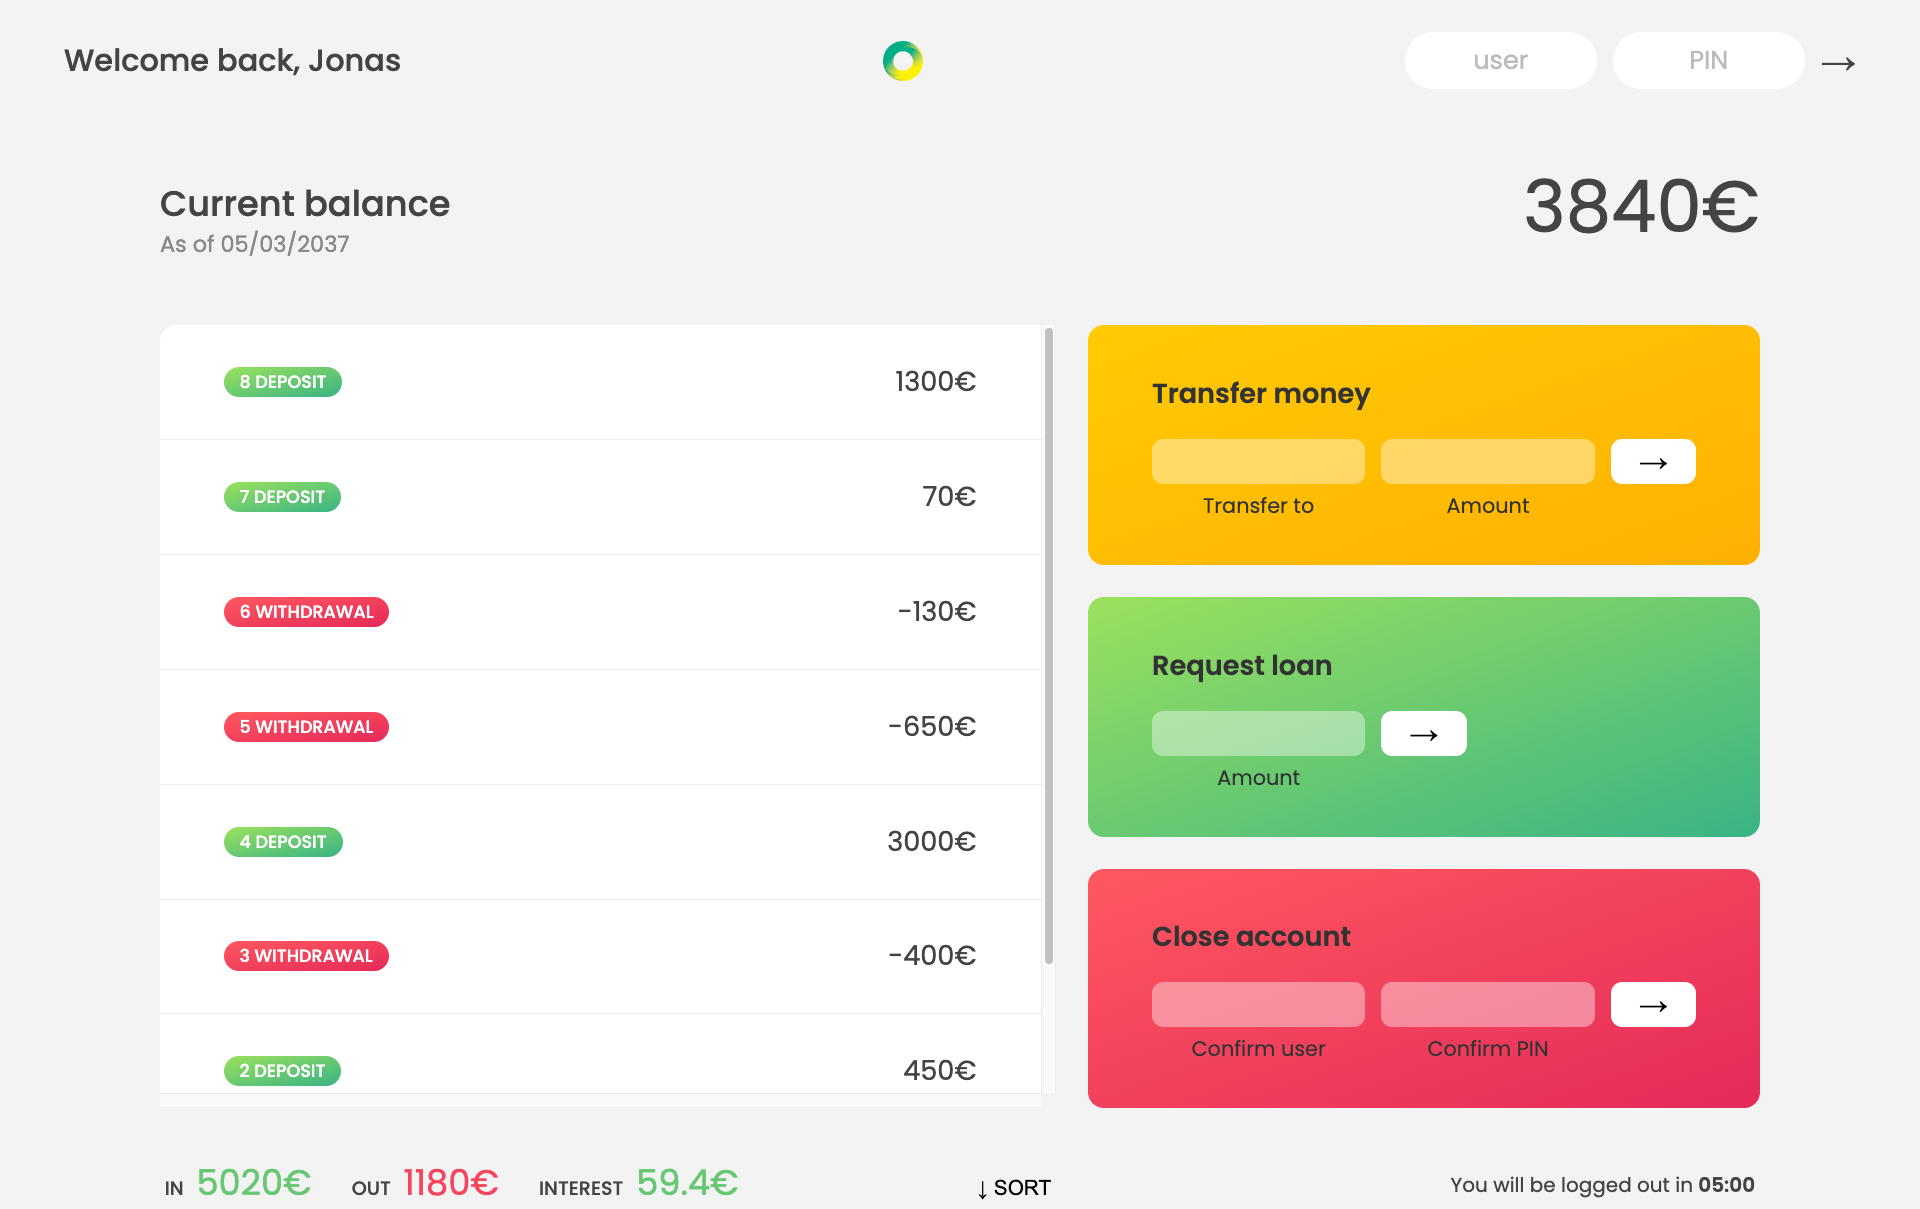 Welcome back, Jonas
user
PIN
→
Current balance
As of 05/03/2037
3840€
8 DEPOSIT 1300€
7 DEPOSIT 70€
6 WITHDRAWAL -130€
5 WITHDRAWAL -650€
4 DEPOSIT 3000€
3 WITHDRAWAL -400€
2 DEPOSIT 450€
Transfer money
→
Transfer to Amount
Request loan
→
Amount
Close account
→
Confirm user Confirm PIN
IN 5020€ OUT 1180€ INTEREST 59.4€
↓ SORT
You will be logged out in 05:00